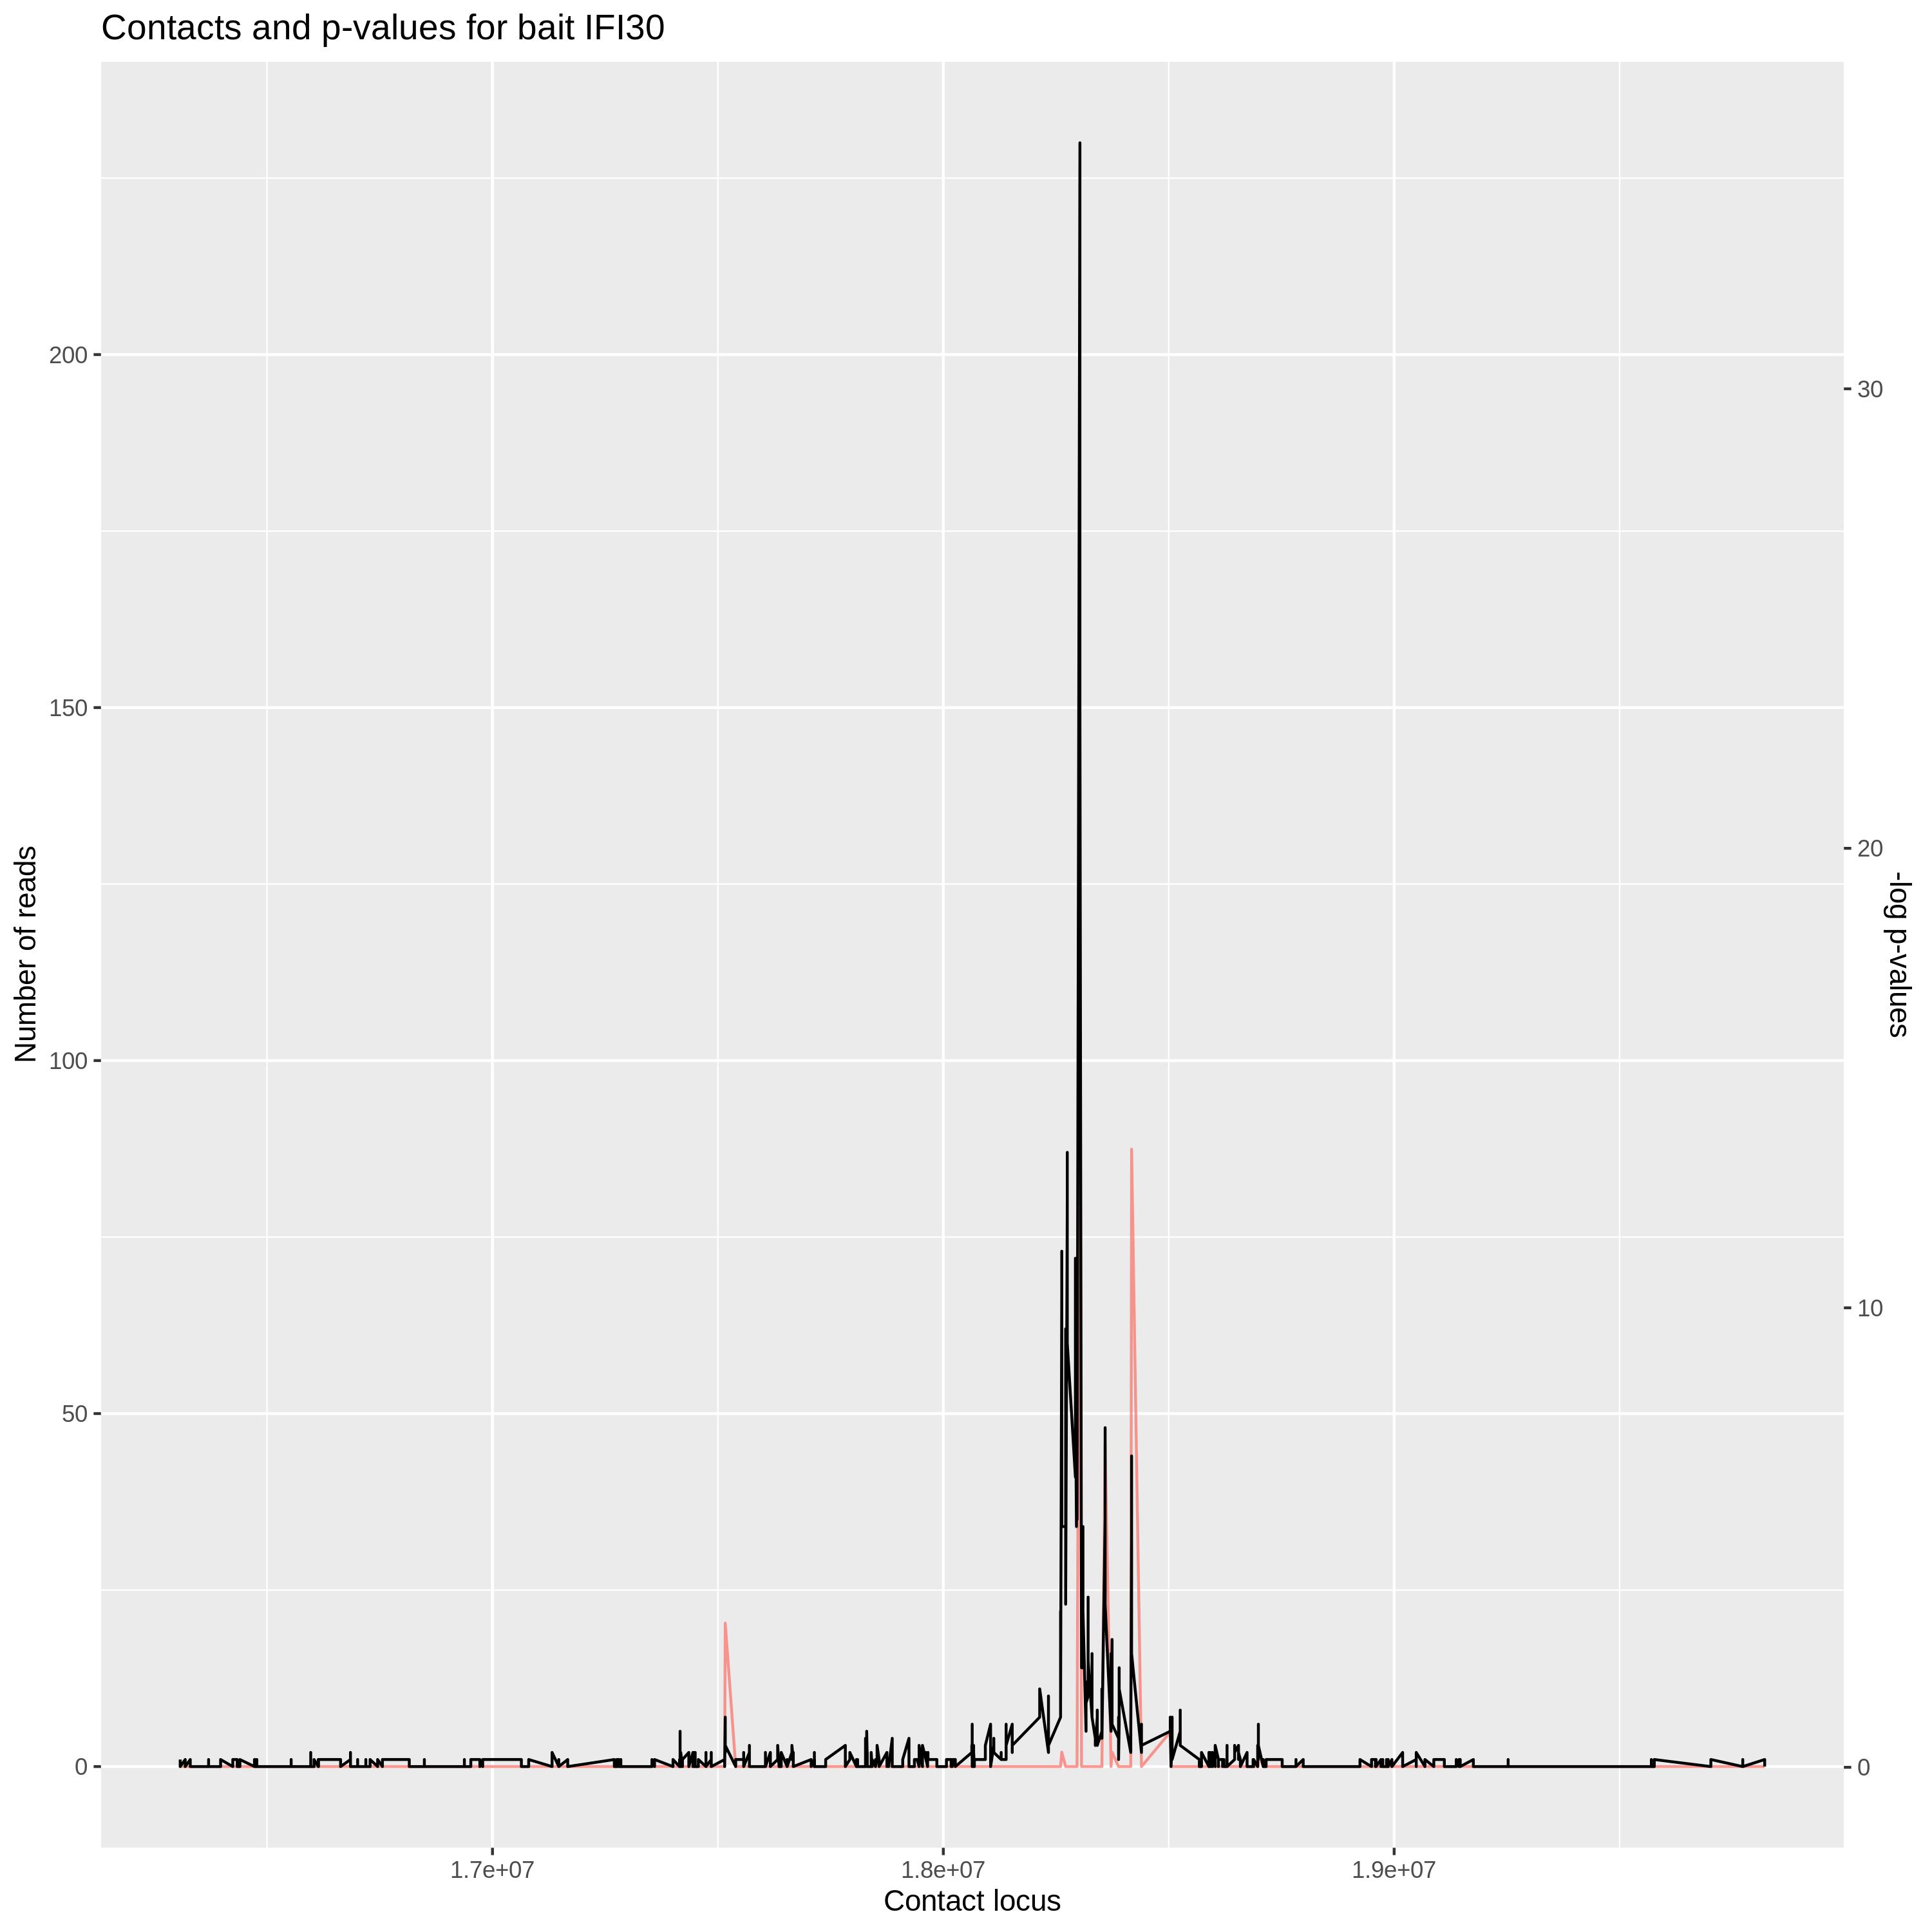 Contacts and p-values for bait IFI30
200
150
100
50
0
30
20
10
0
Number of reads
-log p-values
1.7e+07
1.8e+07
1.9e+07
Contact locus